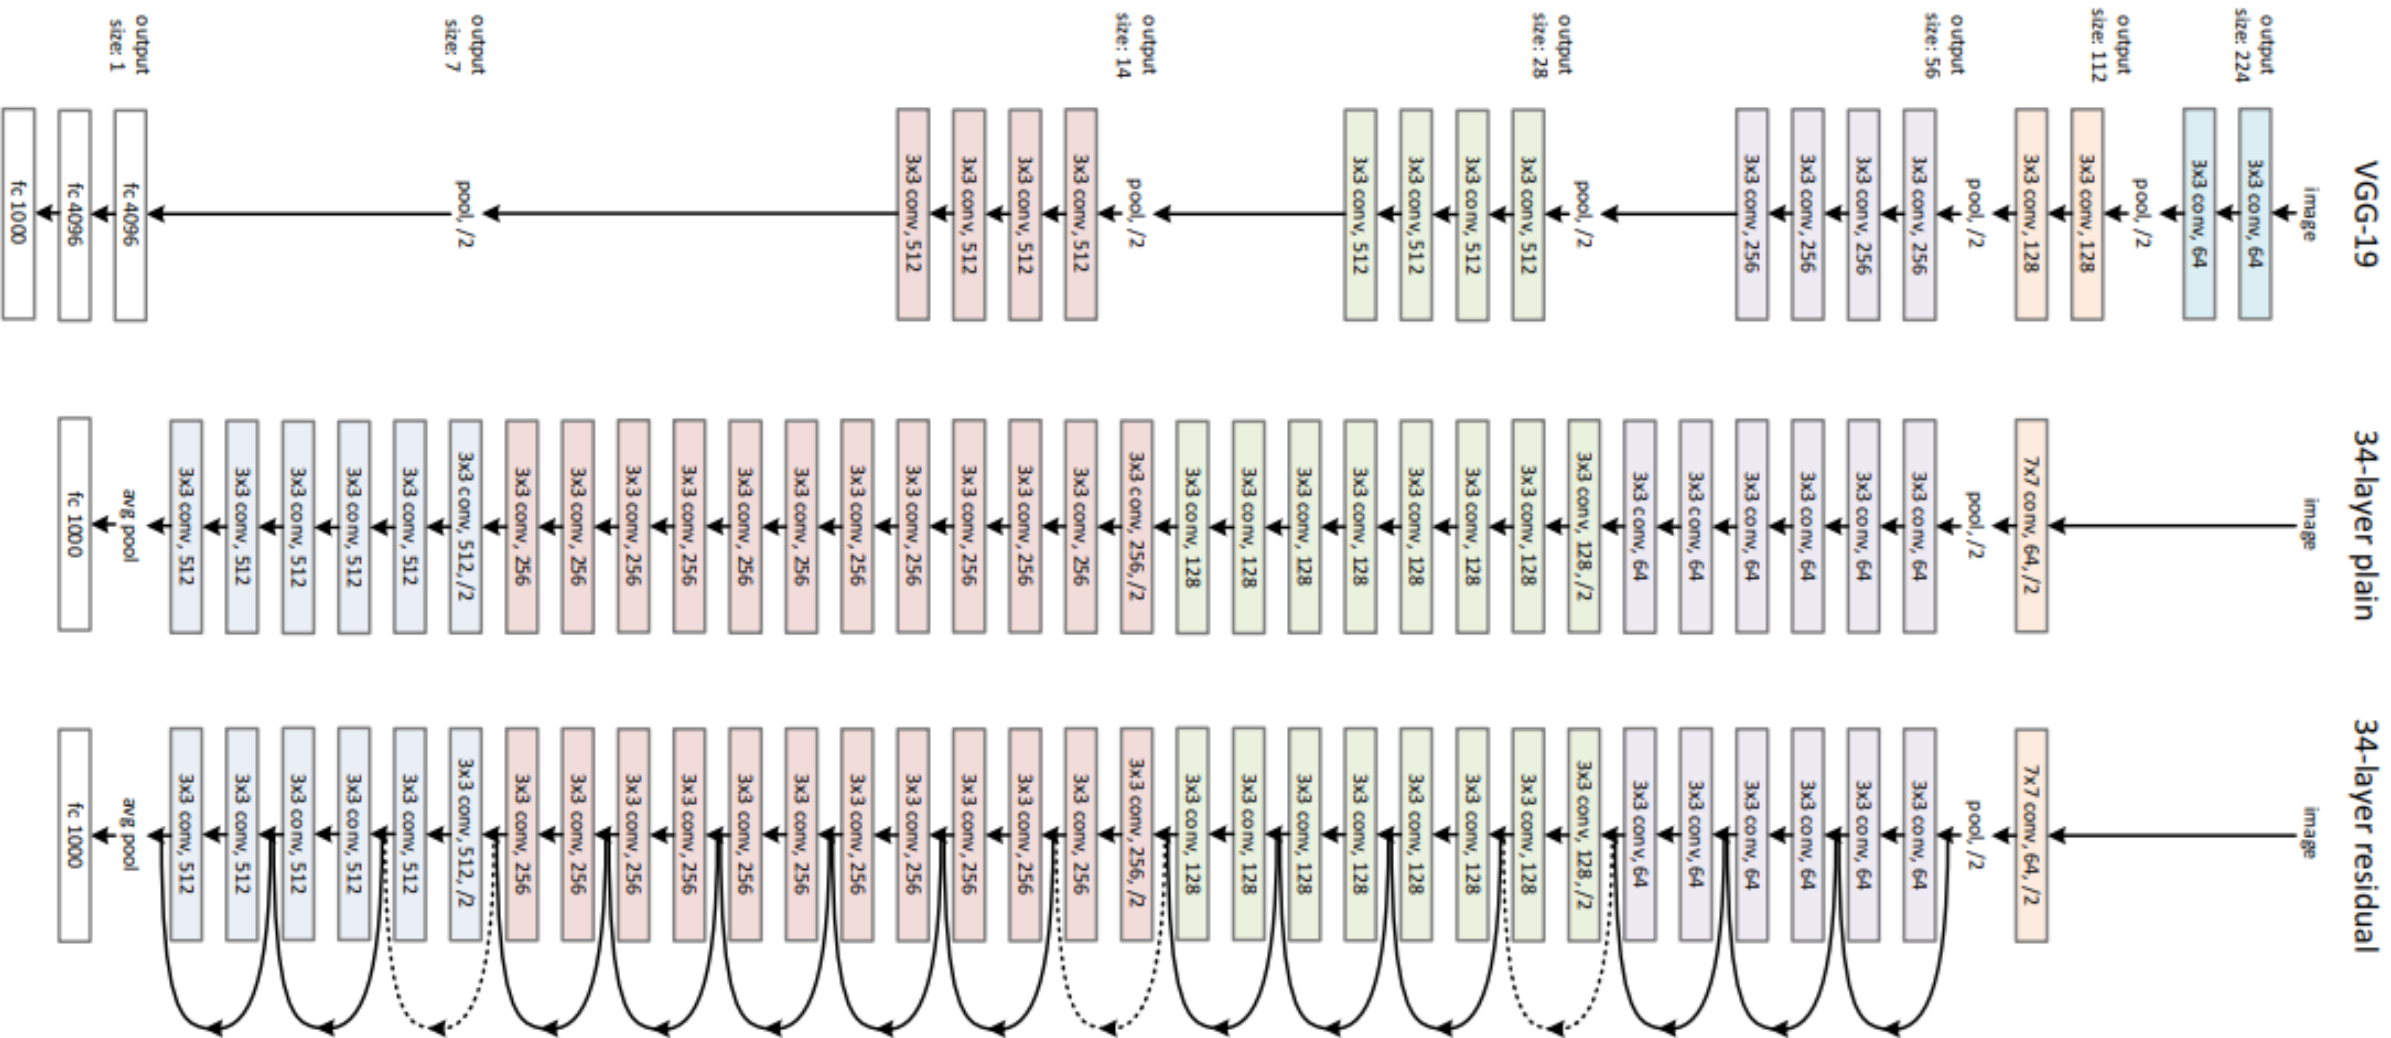 output
size: 224
output
size: 112
output
size: 56
output
size: 28
output
size: 14
output
size: 7
output
size: 1
VGG-19
image
3x3 conv, 64
3x3 conv, 64
pool, /2
3x3 conv, 128
3x3 conv, 128
pool, /2
3x3 conv, 256
3x3 conv, 256
3x3 conv, 256
3x3 conv, 256
pool, /2
3x3 conv, 512
3x3 conv, 512
3x3 conv, 512
3x3 conv, 512
pool, /2
3x3 conv, 512
3x3 conv, 512
3x3 conv, 512
3x3 conv, 512
pool, /2
fc 4096
fc 4096
fc 1000
34-layer plain
image
7x7 conv, 64, /2
pool, /2
3x3 conv, 64
3x3 conv, 64
3x3 conv, 64
3x3 conv, 64
3x3 conv, 64
3x3 conv, 64
3x3 conv, 128, /2
3x3 conv, 128
3x3 conv, 128
3x3 conv, 128
3x3 conv, 128
3x3 conv, 128
3x3 conv, 128
3x3 conv, 128
3x3 conv, 256, /2
3x3 conv, 256
3x3 conv, 256
3x3 conv, 256
3x3 conv, 256
3x3 conv, 256
3x3 conv, 256
3x3 conv, 256
3x3 conv, 256
3x3 conv, 256
3x3 conv, 256
3x3 conv, 256
3x3 conv, 512, /2
3x3 conv, 512
3x3 conv, 512
3x3 conv, 512
3x3 conv, 512
3x3 conv, 512
avg pool
fc 1000
34-layer residual
image
7x7 conv, 64, /2
pool, /2
3x3 conv, 64
3x3 conv, 64
3x3 conv, 64
3x3 conv, 64
3x3 conv, 64
3x3 conv, 64
3x3 conv, 128, /2
3x3 conv, 128
3x3 conv, 128
3x3 conv, 128
3x3 conv, 128
3x3 conv, 128
3x3 conv, 128
3x3 conv, 128
3x3 conv, 256, /2
3x3 conv, 256
3x3 conv, 256
3x3 conv, 256
3x3 conv, 256
3x3 conv, 256
3x3 conv, 256
3x3 conv, 256
3x3 conv, 256
3x3 conv, 256
3x3 conv, 256
3x3 conv, 256
3x3 conv, 512, /2
3x3 conv, 512
3x3 conv, 512
3x3 conv, 512
3x3 conv, 512
3x3 conv, 512
avg pool
fc 1000